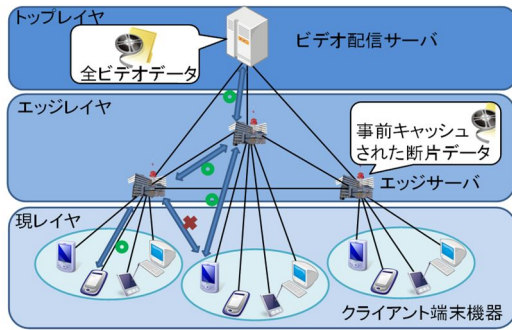 トップレイヤ
ビデオ配信サーバ
全ビデオデータ
エッジレイヤ
事前キャッシュ
された断片データ
エッジサーバ
現レイヤ
クライアント端末機器